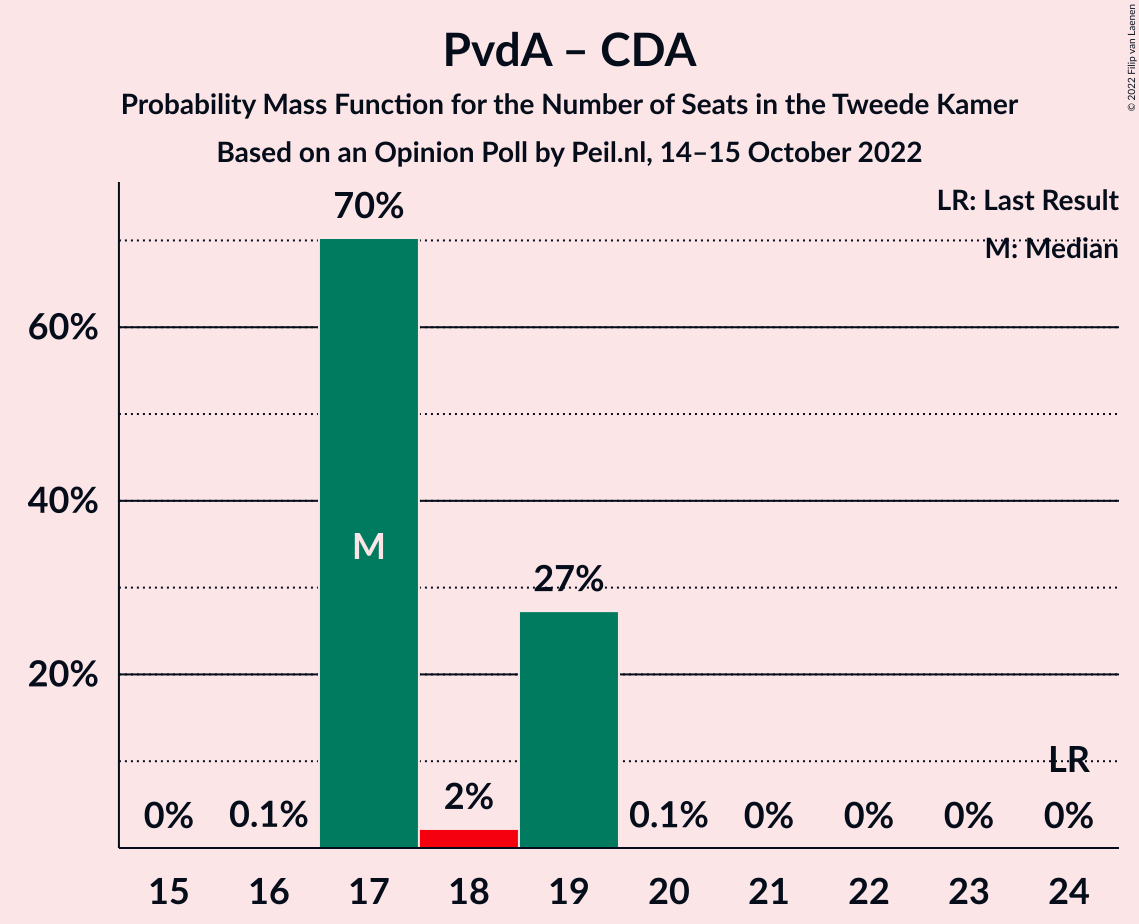 PvdA – CDA
Probability Mass Function for the Number of Seats in the Tweede Kamer
Based on an Opinion Poll by Peil.nl, 14–15 October 2022
© 2022 Filip van Laenen
LR: Last Result
M: Median
70%
60%
M
40%
27%
20%
LR
0%
0.1%
2%
0.1%
0%
0%
0%
0%
15 16 17 18 19 20 21 22 23 24